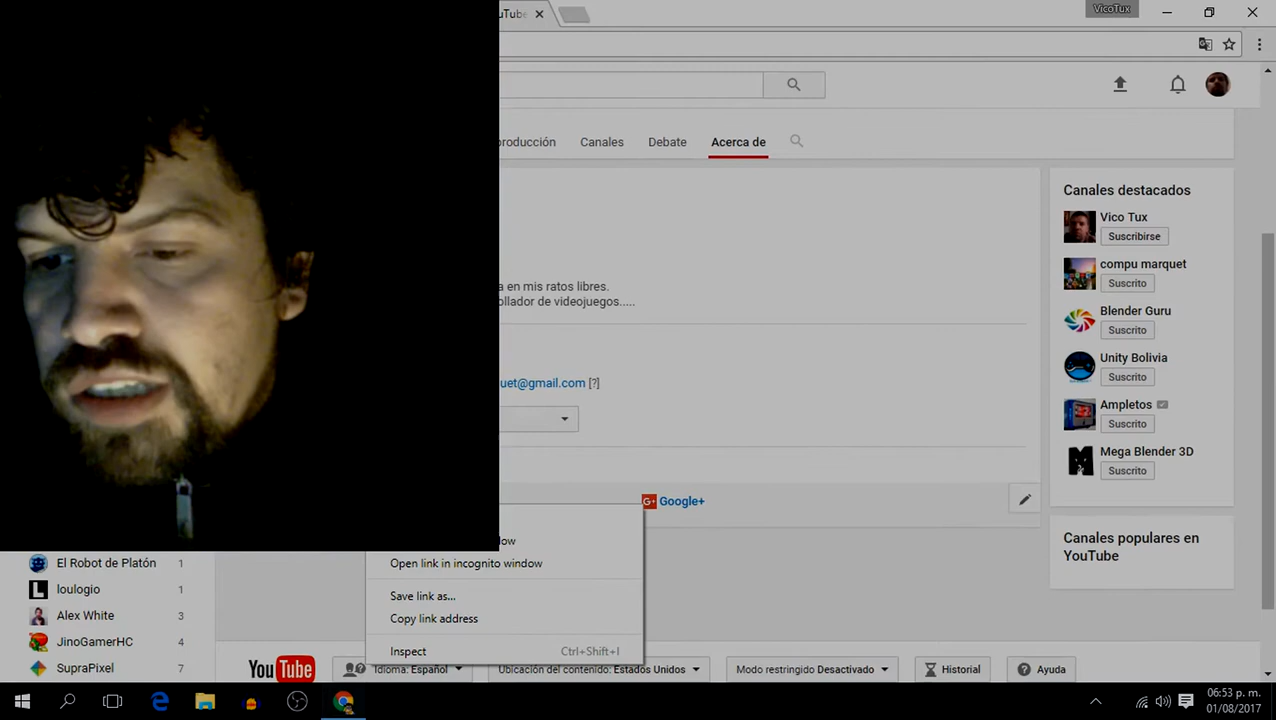 uTube
VicoTux
producción
Canales
Debate
Acerca de
Canales destacados
Vico Tux
Suscribirse
compu marquet
Suscrito
Blender Guru
Suscrito
Unity Bolivia
Suscrito
Ampletos
Suscrito
Mega Blender 3D
Suscrito
Canales populares en
YouTube
a en mis ratos libres.
ollador de videojuegos.....
uet@gmail.com [?]
G+ Google+
dow
Open link in incognito window
Save link as...
Copy link address
Inspect Ctrl+Shift+I
El Robot de Platón 1
L loulogio 1
Alex White 3
JinoGamerHC 4
SupraPixel 7
YouTube
Idioma: Español
Ubicación del contenido: Estados Unidos
Modo restringido Desactivado
Historial
Ayuda
06:53 p. m.
01/08/2017